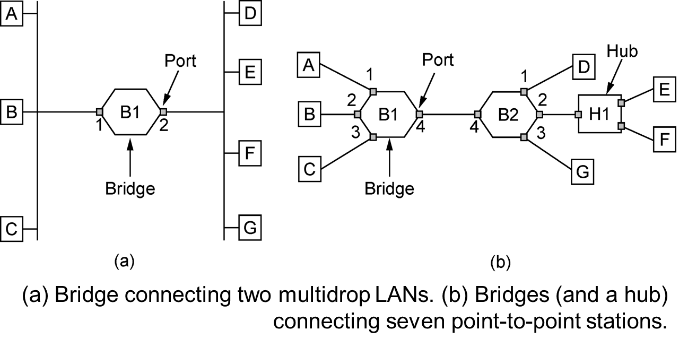 A
B
C
1
B1
2
Port
Bridge
D
E
F
G
(a)
A
B
C
1
2
3
B1
4
Port
Bridge
4
B2
1
2
3
D
G
Hub
H1
E
F
(b)
(a) Bridge connecting two multidrop LANs. (b) Bridges (and a hub)
connecting seven point-to-point stations.